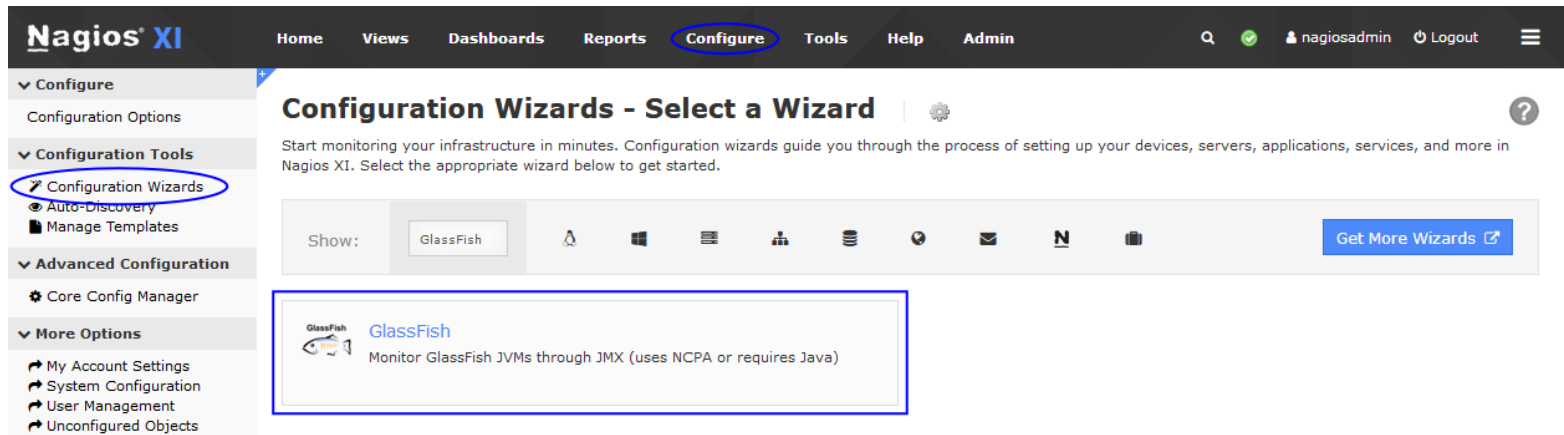 Nagios® XI
Home Views Dashboards Reports Configure Tools Help Admin nagiosadmin Logout
Configure
Configuration Options
Configuration Tools
Configuration Wizards
Auto-Discovery
Manage Templates
Advanced Configuration
Core Config Manager
More Options
My Account Settings
System Configuration
User Management
Unconfigured Objects
Configuration Wizards - Select a Wizard
?
Start monitoring your infrastructure in minutes. Configuration wizards guide you through the process of setting up your devices, servers, applications, services, and more in
Nagios XI. Select the appropriate wizard below to get started.
Show: GlassFish N Get More Wizards
GlassFish
GlassFish
Monitor GlassFish JVMs through JMX (uses NCPA or requires Java)